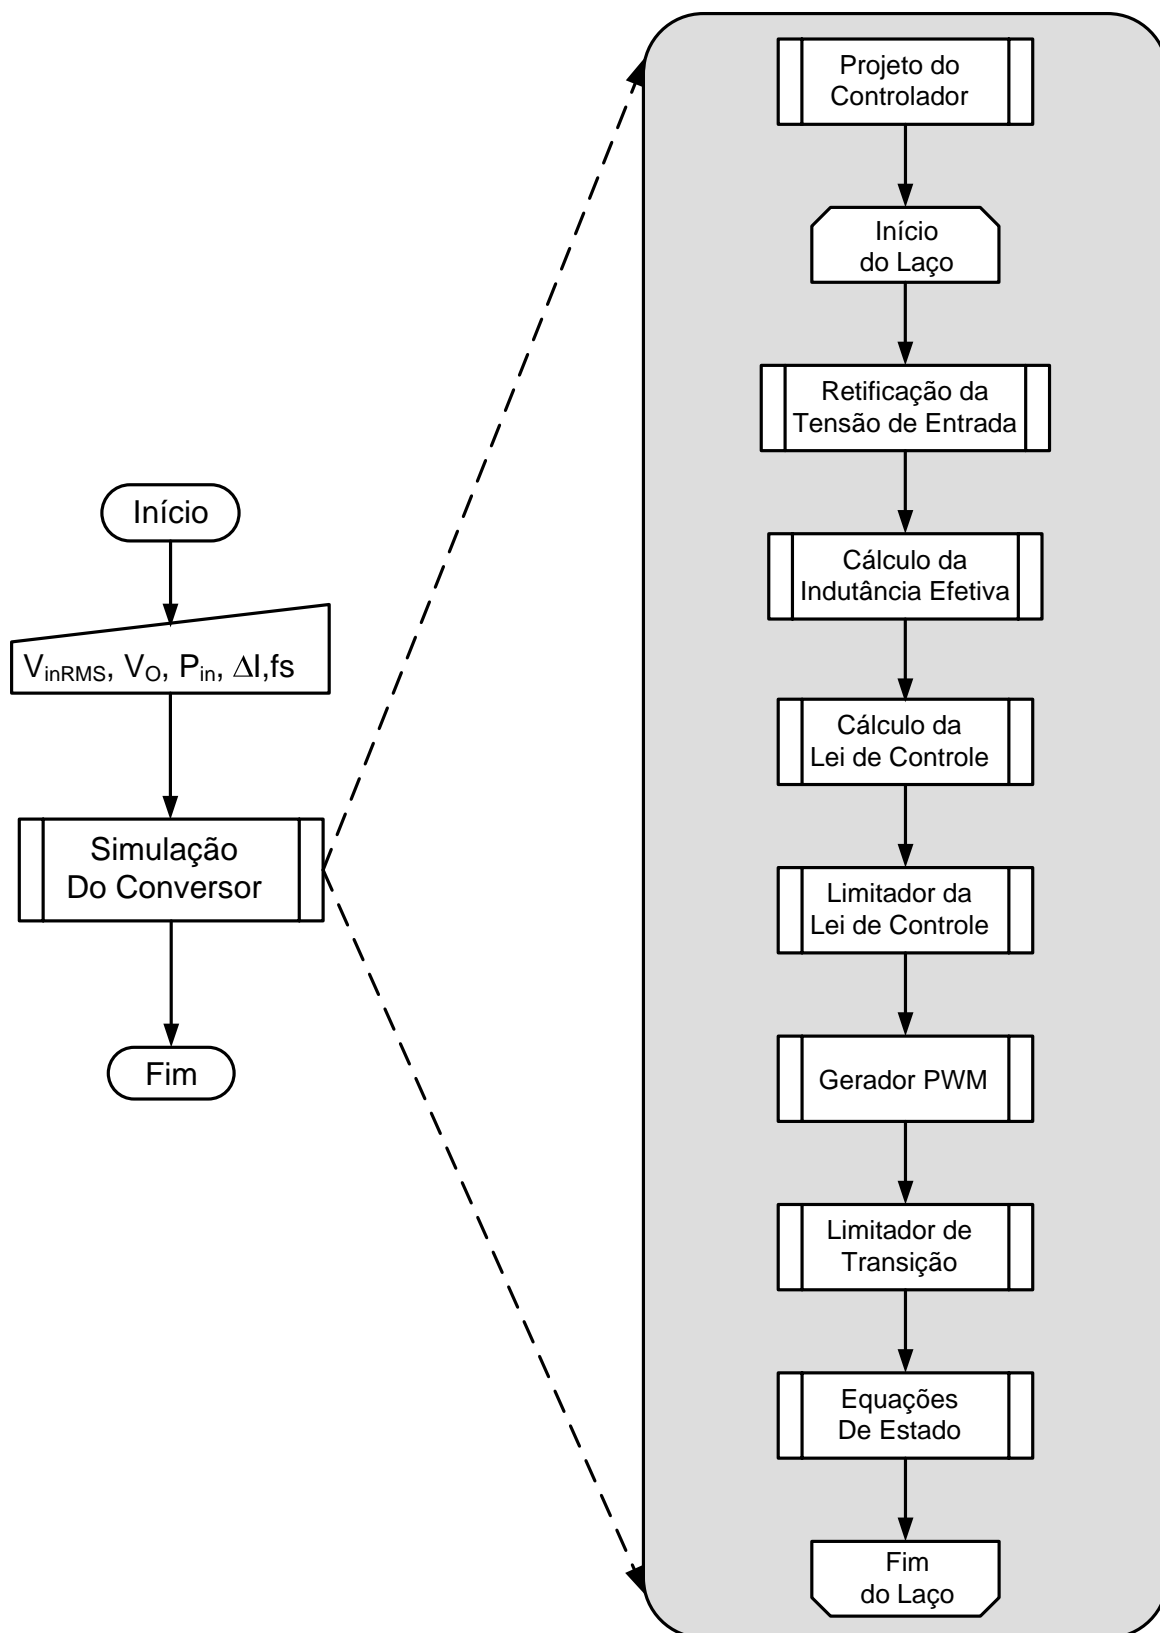 Início
V_inRMS, V_O, P_in, ΔI,fs
Simulação
Do Conversor
Fim
Projeto do
Controlador
Início
do Laço
Retificação da
Tensão de Entrada
Cálculo da
Indutância Efetiva
Cálculo da
Lei de Controle
Limitador da
Lei de Controle
Gerador PWM
Limitador de
Transição
Equações
De Estado
Fim
do Laço